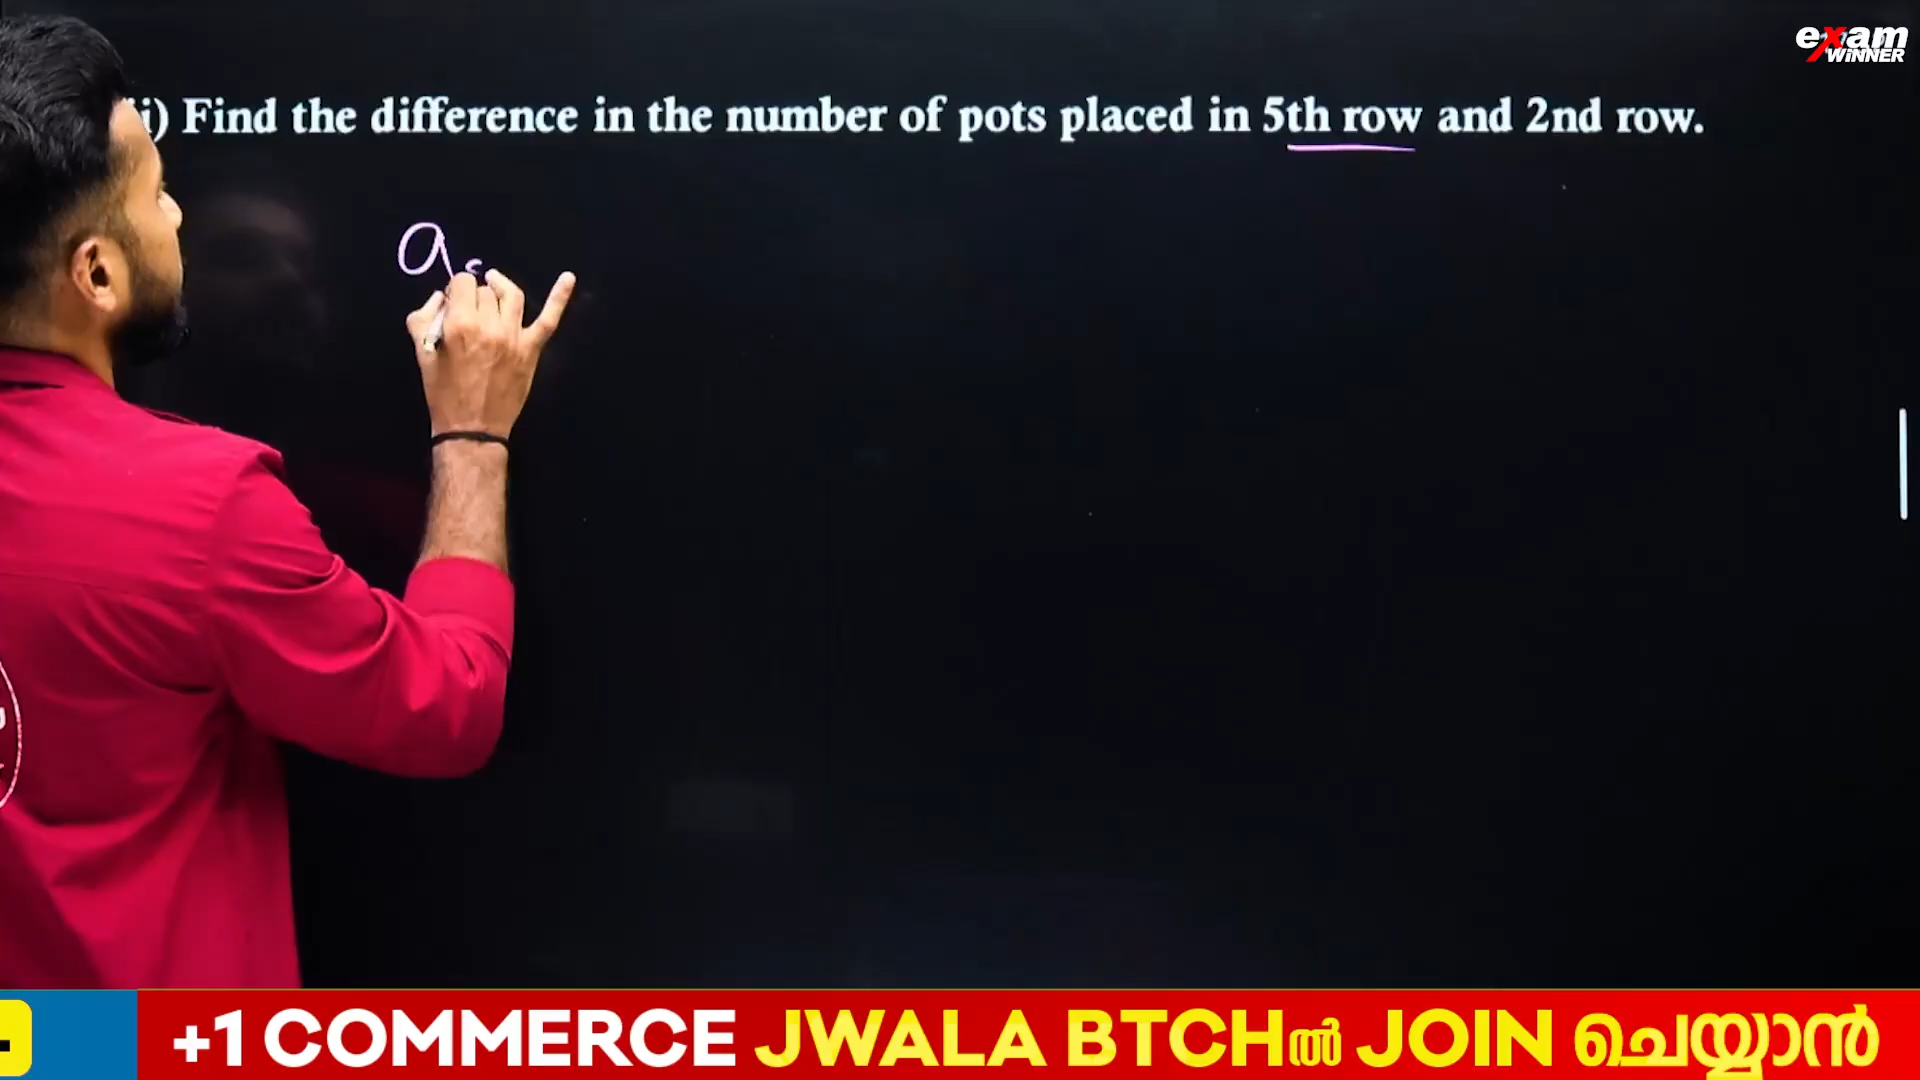 exam
WINNER
i) Find the difference in the number of pots placed in 5th row and 2nd row.
a
+1 COMMERCE JWALA BTCHൽ JOIN ചെയ്യാൻ